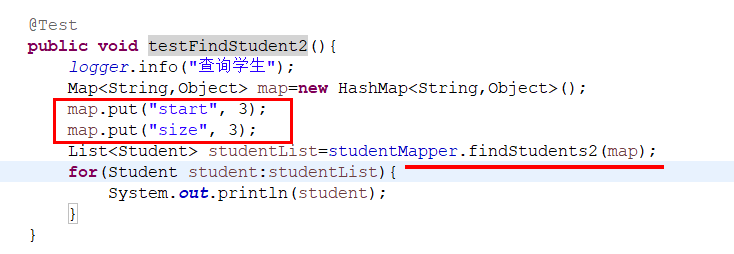 @Test
public void testFindStudent2(){
logger.info("查询学生");
Map<String,Object> map=new HashMap<String,Object>();
map.put("start", 3);
map.put("size", 3);
List<Student> studentList=studentMapper.findStudents2(map);
for(Student student:studentList){
System.out.println(student);
}
}